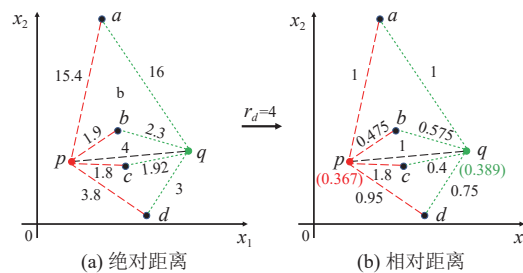 x2
a
15.4
16
b
b
1.9
2.3
4
p
q
1.8
c
1.92
3.8
3
d
0
x1
(a) 绝对距离
rd=4
x2
a
1
1
b
0.475
0.575
1
p
q
(0.367)
1.8
c
0.4
(0.389)
0.95
0.75
d
0
x
(b) 相对距离